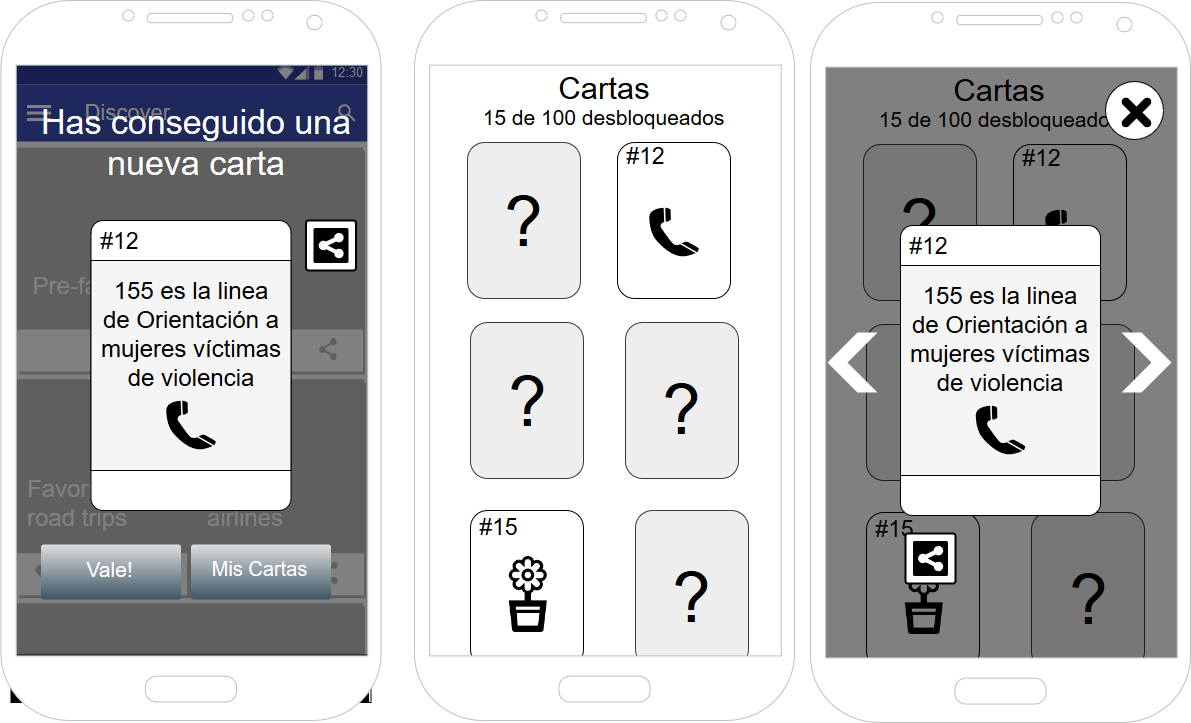 12:30
Discover
Has conseguido una
nueva carta
#12
155 es la linea
de Orientación a
mujeres víctimas
de violencia
Pre-fa
Favor
road trips
airlines
Vale!
Mis Cartas
Cartas
15 de 100 desbloqueados
?
#12
?
?
#15
?
Cartas
15 de 100 desbloqueado
?
#12
#12
155 es la linea
de Orientación a
mujeres víctimas
de violencia
#15
?